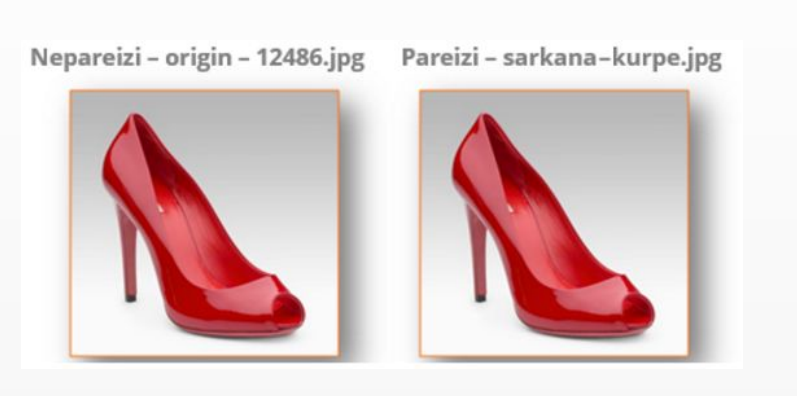 Nepareizi – origin – 12486.jpg
Pareizi – sarkana–kurpe.jpg